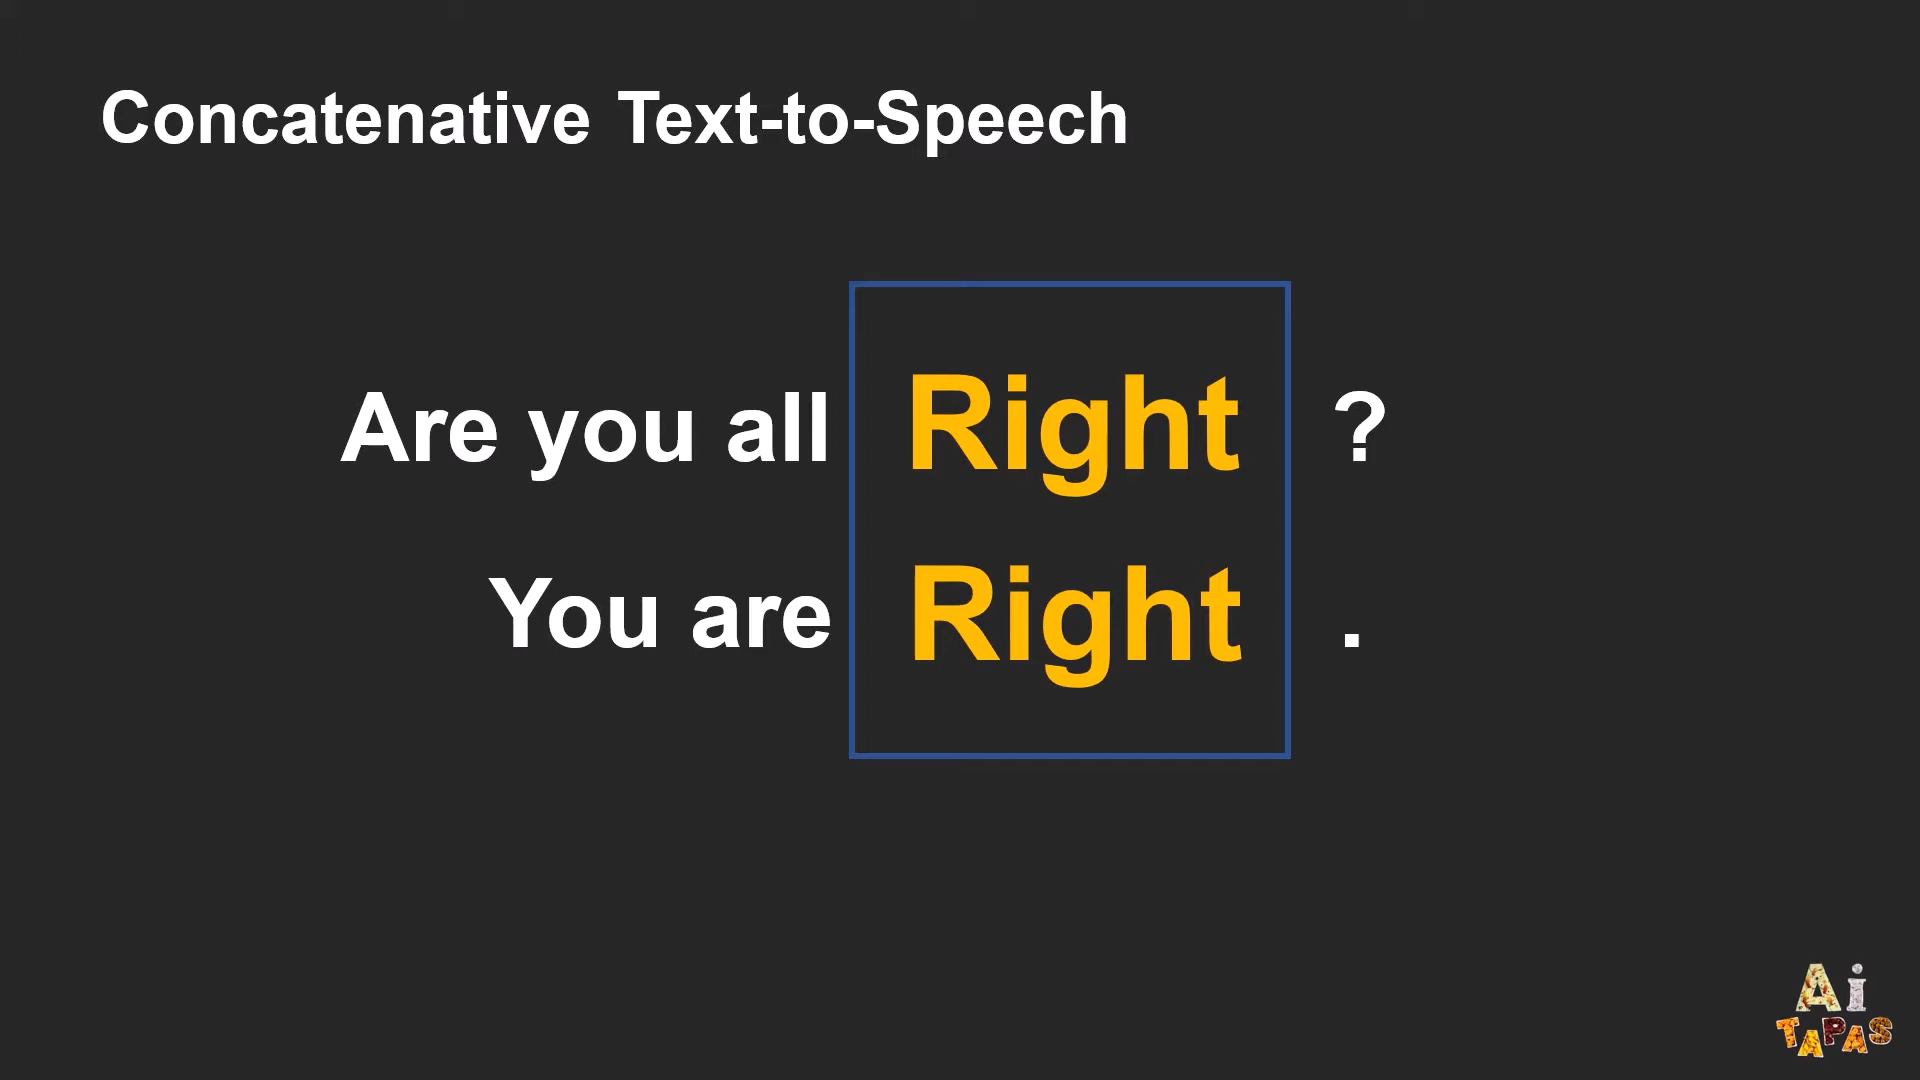 Concatenative Text-to-Speech
Are you all Right ?
You are Right .
Ai
TAPAS